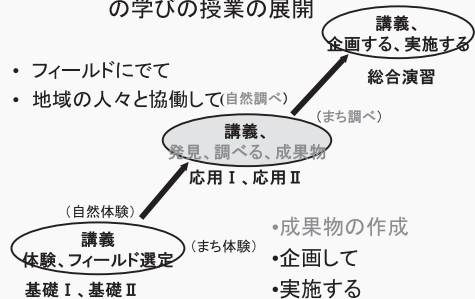 の学びの授業の展開
講義、
企画する、実施する
総合演習
• フィールドにでて
• 地域の人々と協働して(自然調べ)
(まち調べ)
講義、
発見、調べる、成果物
応用Ⅰ、応用Ⅱ
(自然体験)
講義
体験、フィールド選定
(まち体験)
基礎Ⅰ、基礎Ⅱ
•成果物の作成
•企画して
•実施する